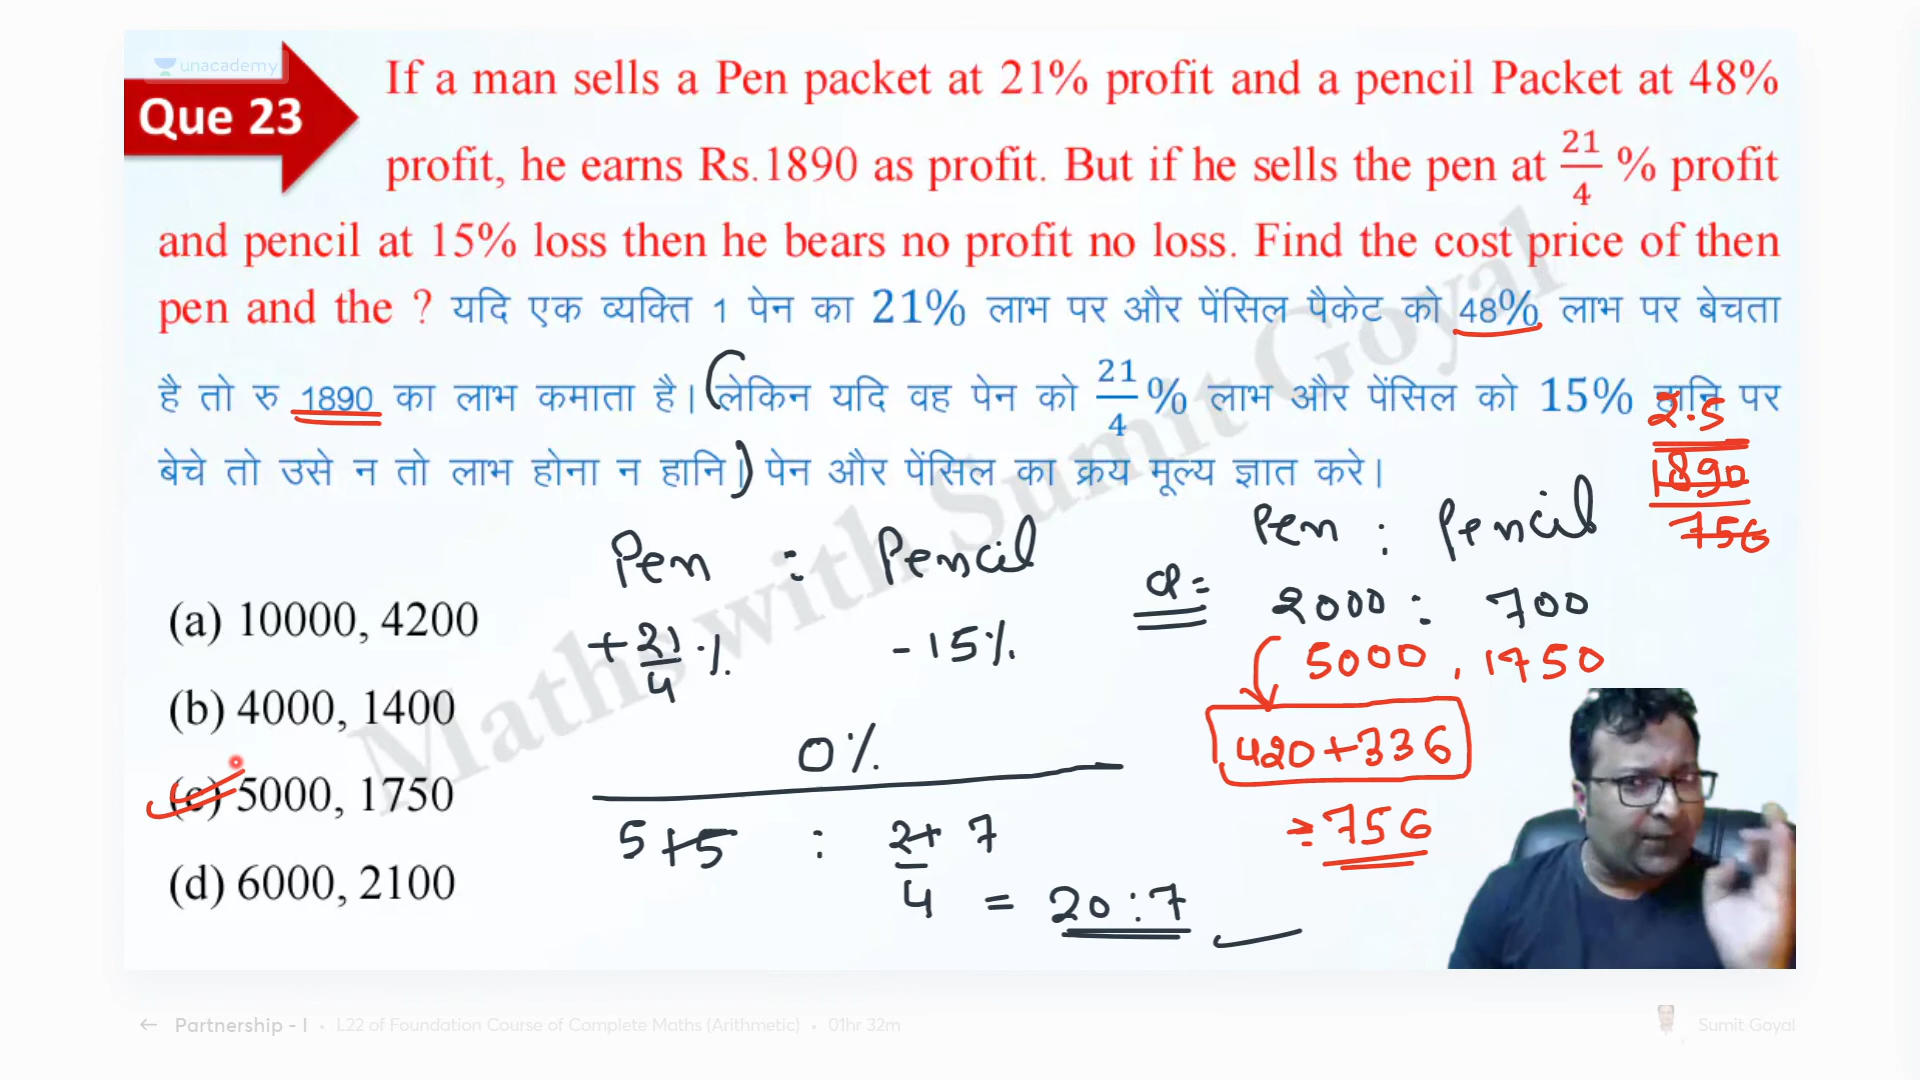 unacademy
Que 23
If a man sells a Pen packet at 21% profit and a pencil Packet at 48%
profit, he earns Rs.1890 as profit. But if he sells the pen at 21/4 % profit
and pencil at 15% loss then he bears no profit no loss. Find the cost price of then
pen and the ? यदि एक व्यक्ति 1 पेन का 21% लाभ पर और पेंसिल पैकेट को 48% लाभ पर बेचता
है तो रु 1890 का लाभ कमाता है। (लेकिन यदि वह पेन को 21/4 % लाभ और पेंसिल को 15% हानि पर
बेचे तो उसे न तो लाभ होना न हानि।) पेन और पेंसिल का क्रय मूल्य ज्ञात करे।
2.5
1890
756
Pen : Pencil
+21/4 % -15%
0%
5+5 : 21 7
4 = 20:7
Pen : Pencil
CP = 2000 : 700
5000, 1750
420+336
= 756
(a) 10000, 4200
(b) 4000, 1400
(c) 5000, 1750
(d) 6000, 2100
Maths with Sumit Goyal
← Partnership - I • L22 of Foundation Course of Complete Maths (Arithmetic) • 01hr 32m
Sumit Goyal